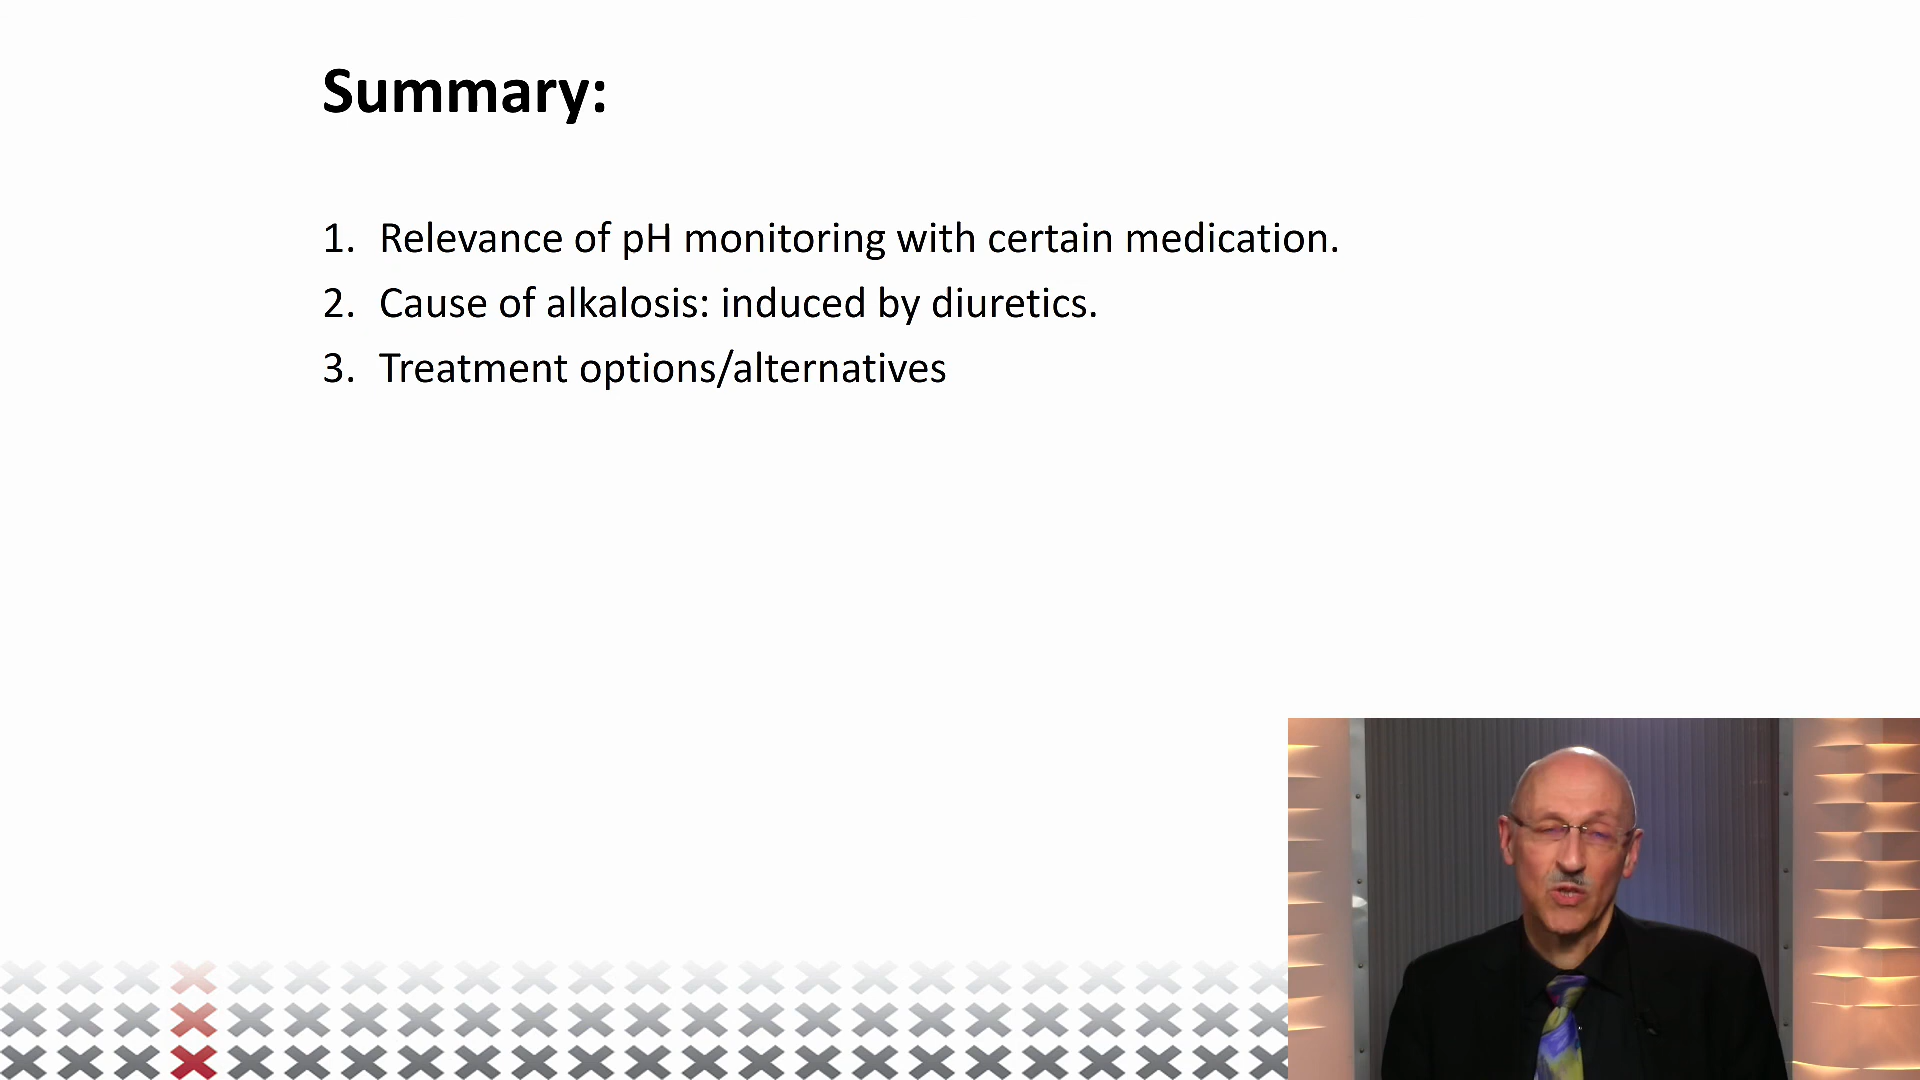 Summary:
1. Relevance of pH monitoring with certain medication.
2. Cause of alkalosis: induced by diuretics.
3. Treatment options/alternatives